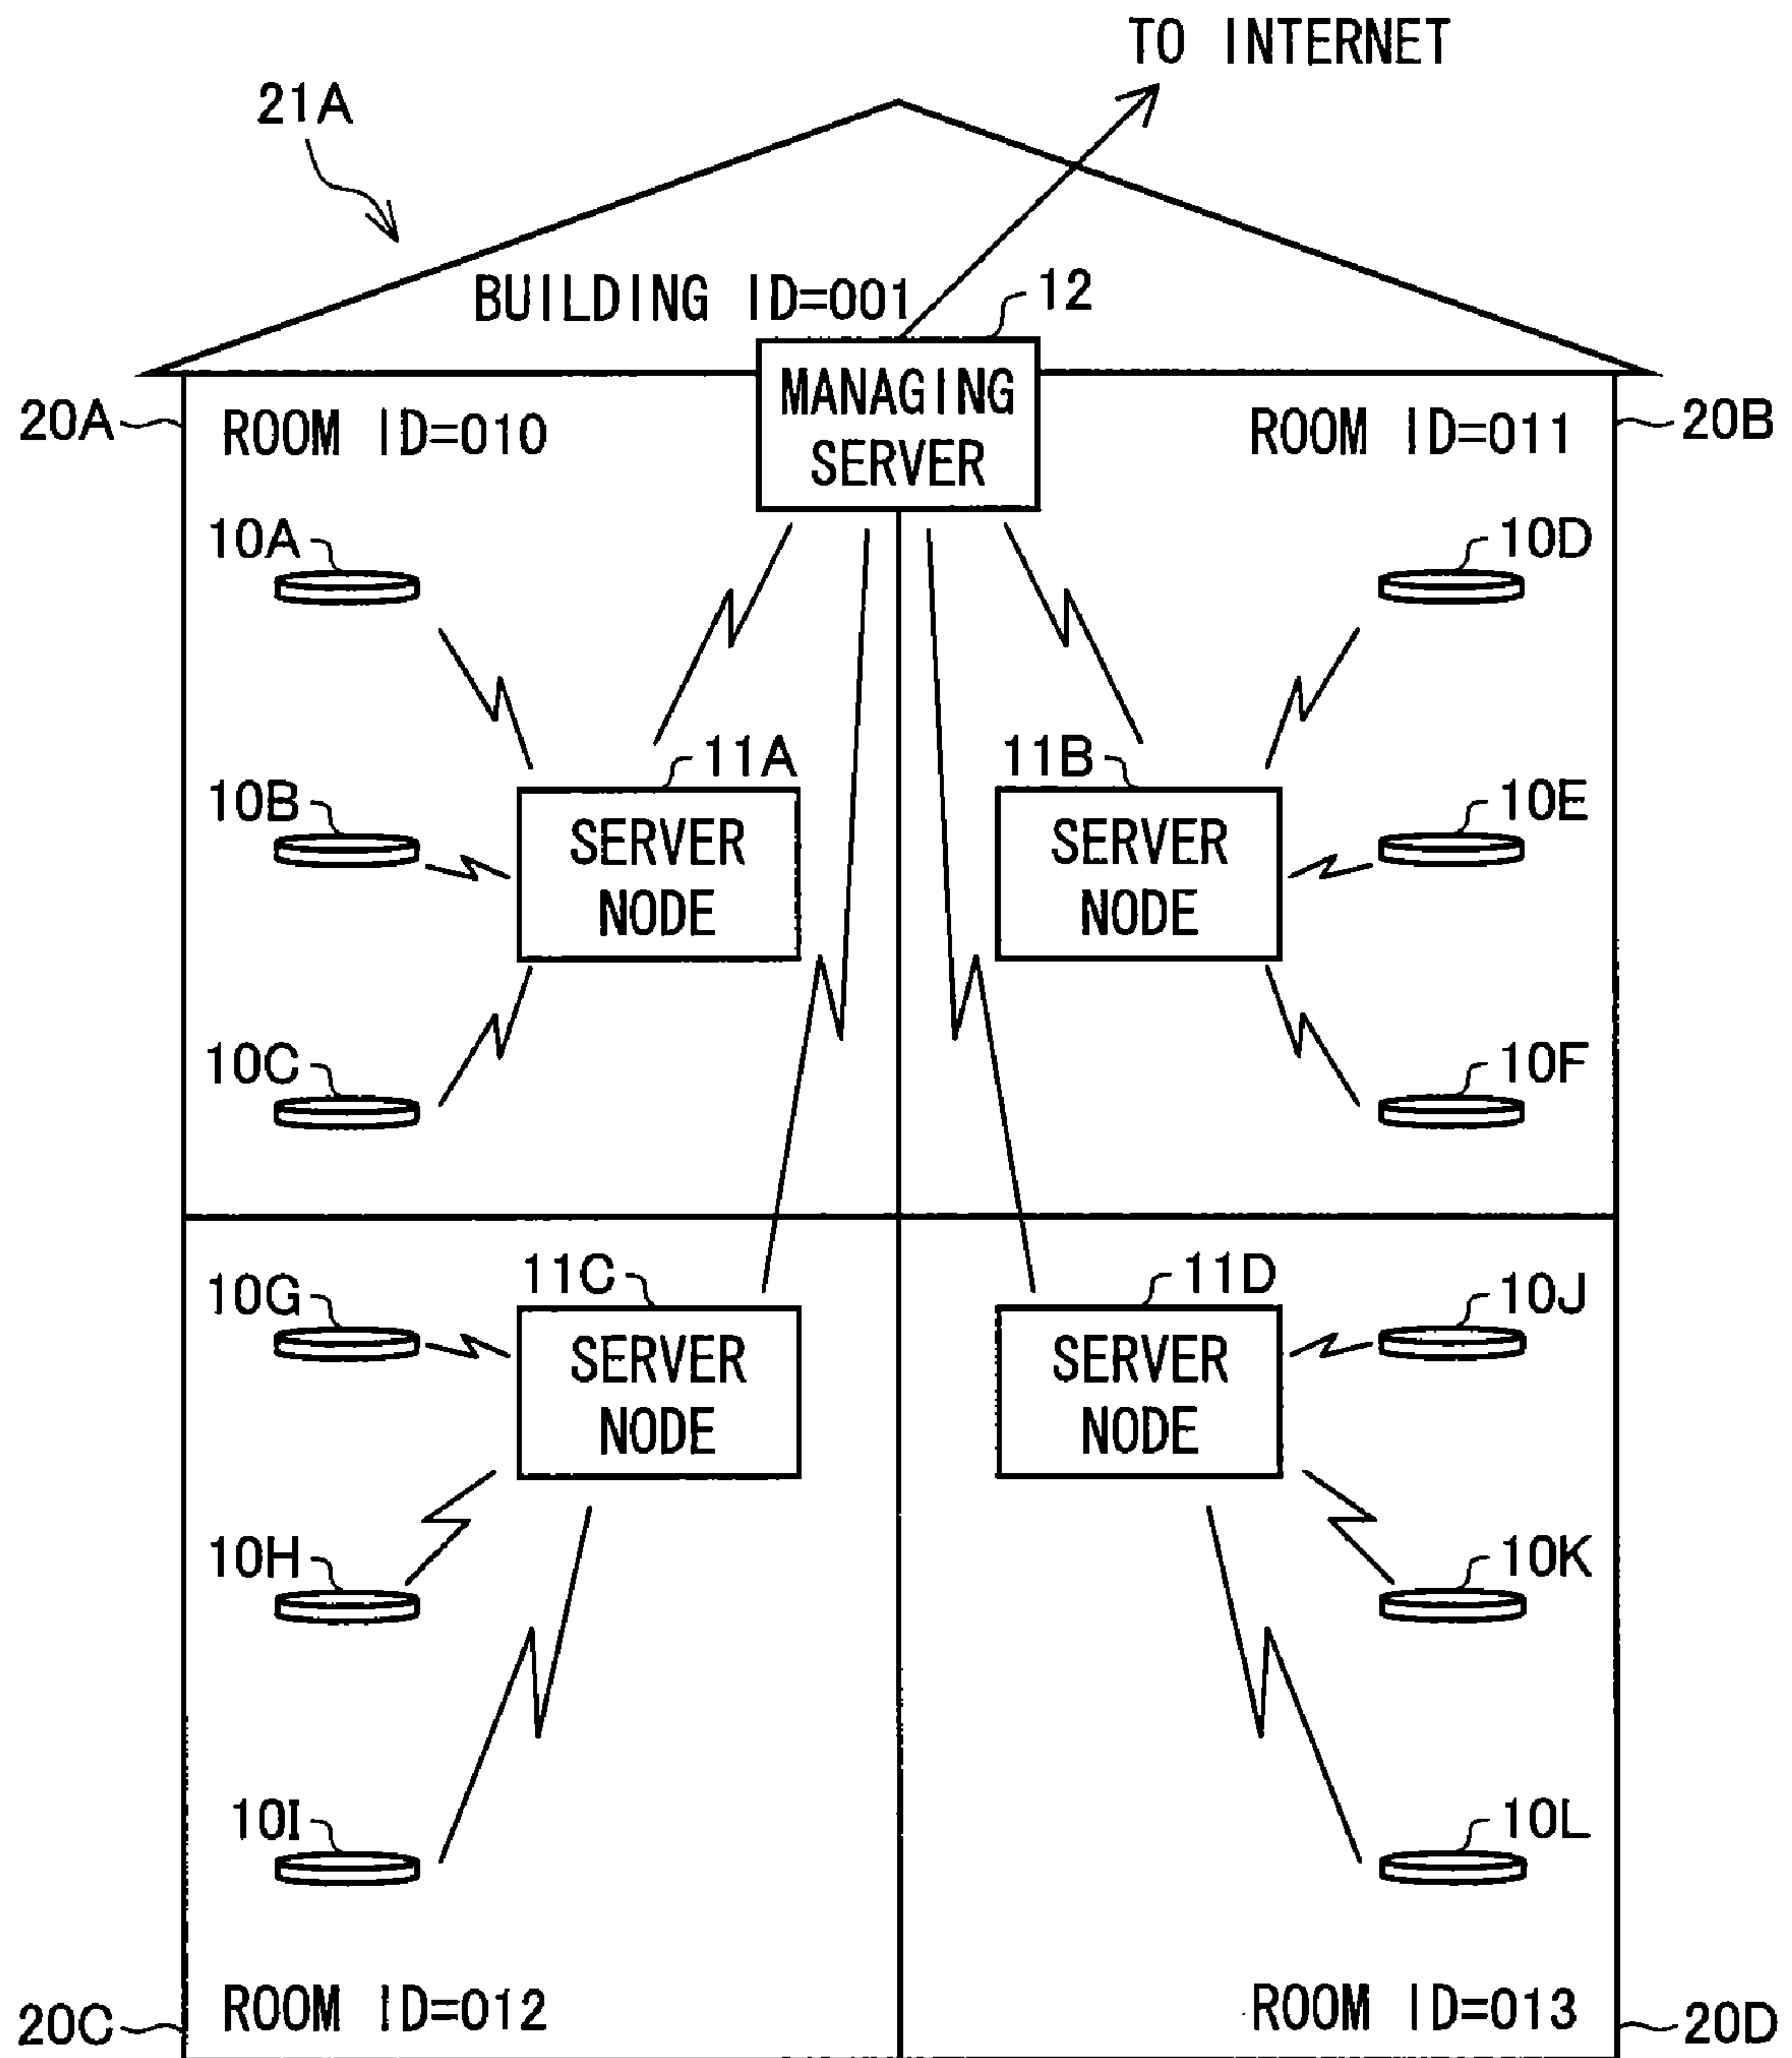 TO INTERNET
21A
BUILDING ID=001
12
MANAGING
SERVER
20A
ROOM ID=010
ROOM ID=011
20B
10A
10D
11A
11B
10B
SERVER
NODE
SERVER
NODE
10E
10C
10F
10G
11C
11D
10J
SERVER
NODE
SERVER
NODE
10H
10K
10I
10L
20C
ROOM ID=012
ROOM ID=013
20D